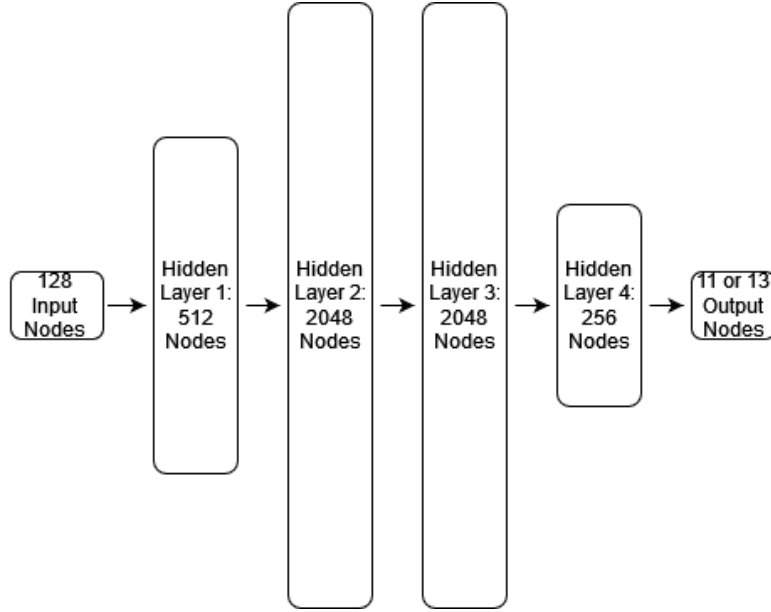 128
Input
Nodes
Hidden
Layer 1:
512
Nodes
Hidden
Layer 2:
2048
Nodes
Hidden
Layer 3:
2048
Nodes
Hidden
Layer 4:
256
Nodes
11 or 13
Output
Nodes